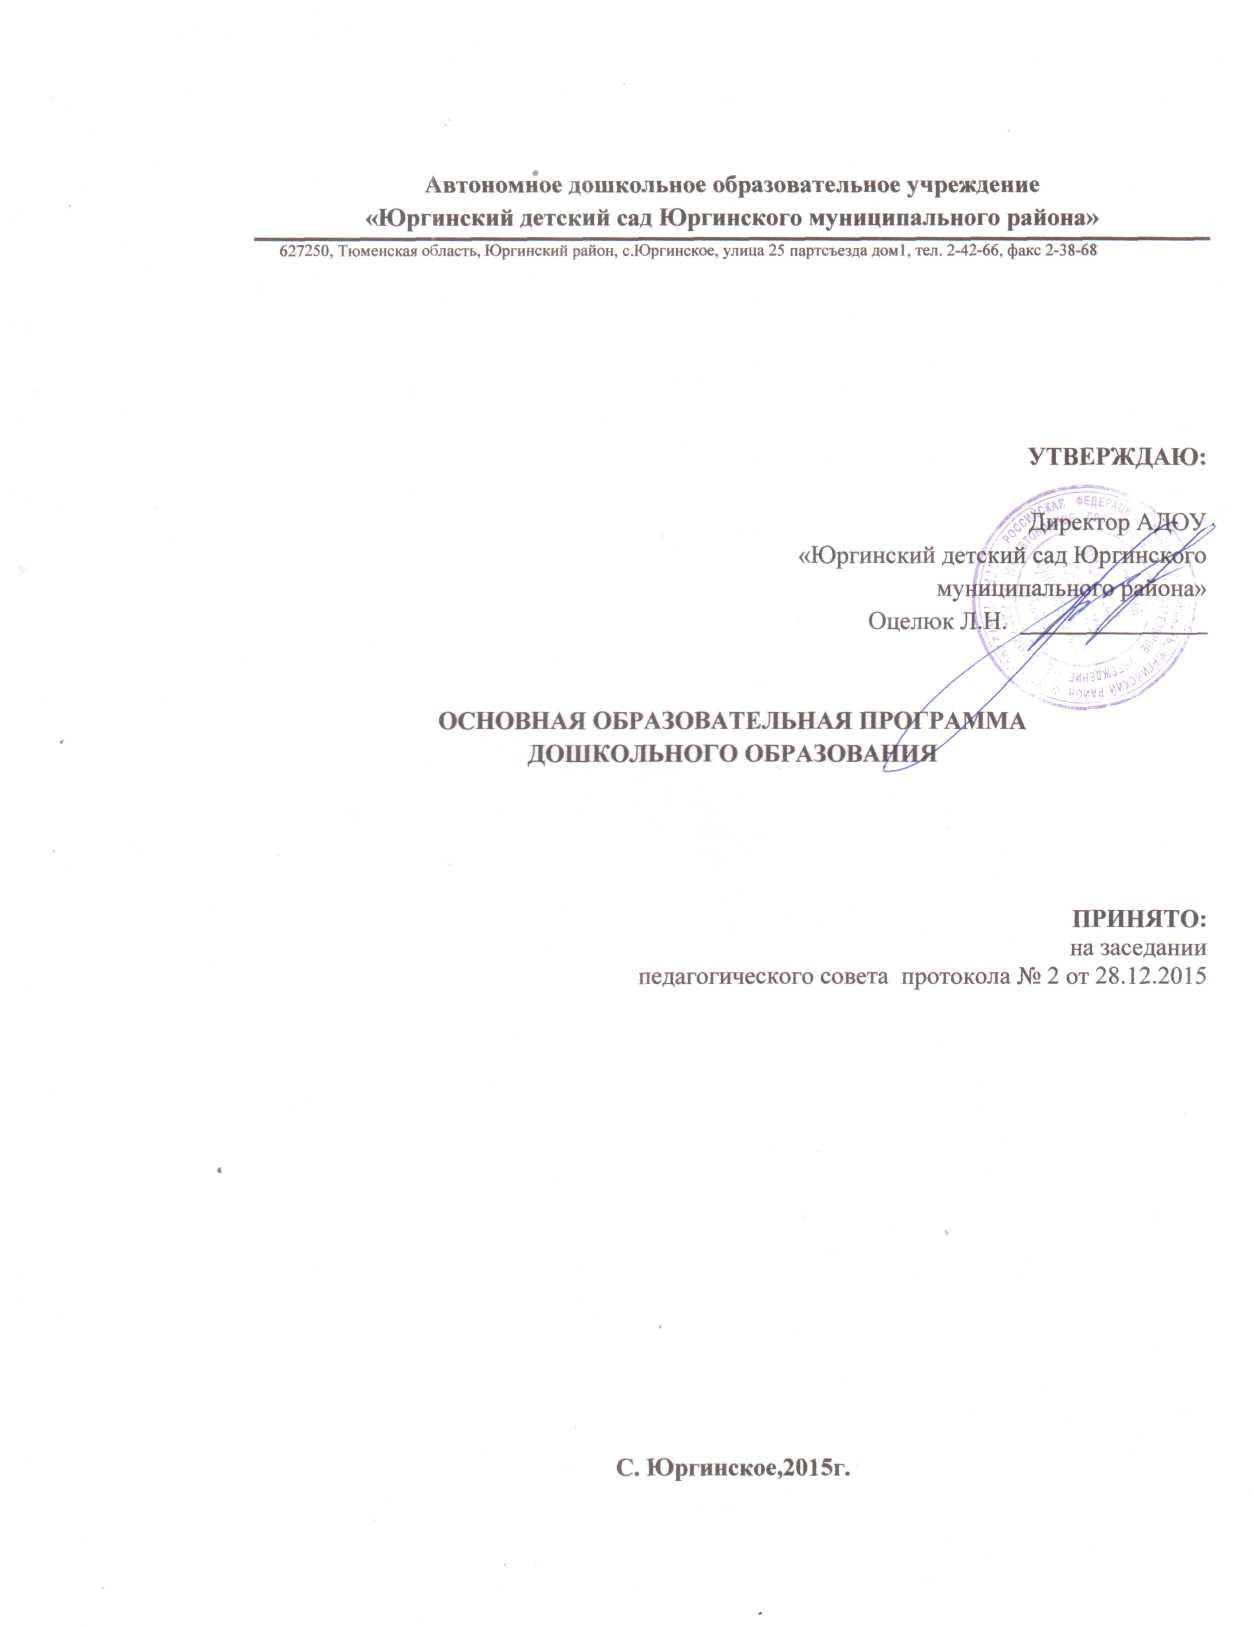 Автономное дошкольное образовательное учреждение
«Юргинский детский сад Юргинского муниципального района»
627250, Тюменская область, Юргинский район, с.Юргинское, улица 25 партсъезда дом1, тел. 2-42-66, факс 2-38-68
УТВЕРЖДАЮ:
Директор АДОУ
«Юргинский детский сад Юргинского
муниципального района»
Оцелюк Л.Н. 
ОСНОВНАЯ ОБРАЗОВАТЕЛЬНАЯ ПРОГРАММА
ДОШКОЛЬНОГО ОБРАЗОВАНИЯ
ПРИНЯТО:
на заседании
педагогического совета протокола № 2 от 28.12.2015
С. Юргинское,2015г.